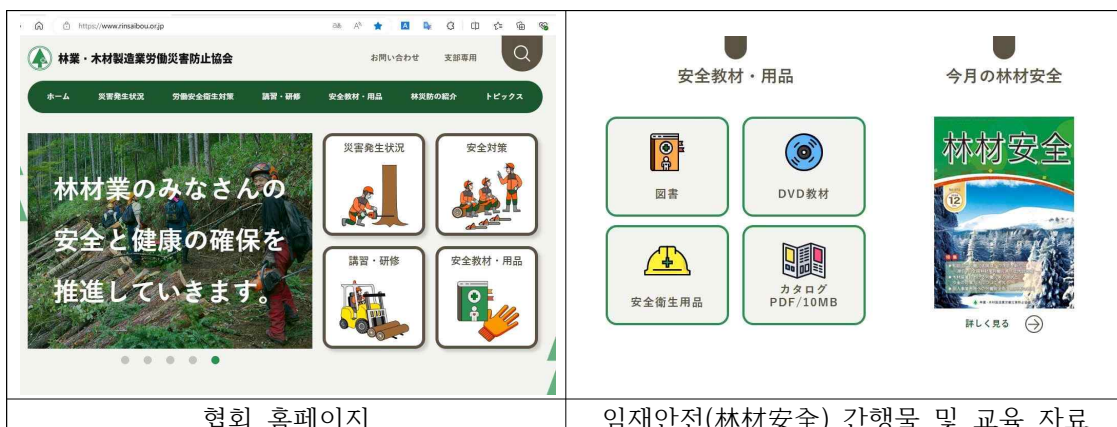 https://www.rinsaibou.or.jp
林業・木材製造業労働災害防止協会
お問い合わせ 支部専用
ホーム 災害発生状況 労働安全衛生対策 講習・研修 安全教材・用品 林災防の紹介 トピックス
林材業のみなさんの
安全と健康の確保を
推進していきます。
災害発生状況
安全対策
講習・研修
安全教材・用品
협회 홈페이지
安全教材・用品
図書
DVD教材
安全衛生用品
カタログ
PDF/10MB
今月の林材安全
林材安全
12
詳しく見る
임재안전(林材安全) 간행물 및 교육 자료